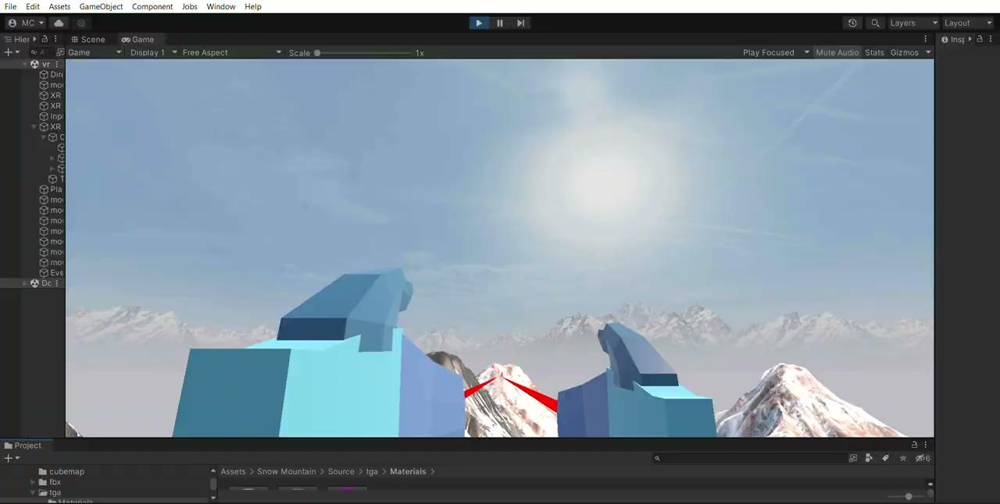 File Edit Assets GameObject Component Jobs Window Help
MC Layers Layout
Hier Scene Game Insp
Game Display 1 Free Aspect Scale 1x Play Focused Mute Audio Stats Gizmos
vr
Dir
mo
XR
XR
Inpu
XR
C
T
Pla
mo
mo
mo
mo
mo
mo
mo
Eve
Do
Project
6
cubemap
fbx
tga
Materials
Assets > Snow Mountain > Source > tga > Materials >